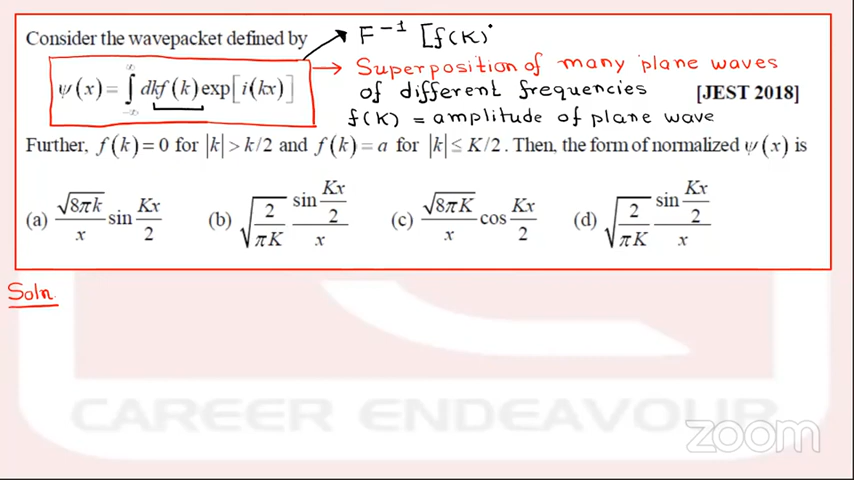 Consider the wavepacket defined by
F⁻¹ [f(K)
ψ(x) = ∫_{-∞}^{∞} dk f(k) exp[i(kx)]
Superposition of many plane waves
of different frequencies
[JEST 2018]
f(K) = amplitude of plane wave
Further, f(k) = 0 for |k| > k/2 and f(k) = a for |k| ≤ K/2. Then, the form of normalized ψ(x) is
(a) √(8πk)/x sin Kx/2 (b) √(2/πK) (sin Kx/2)/x (c) √(8πK)/x cos Kx/2 (d) √(2/πK) (sin Kx/2)/x
Soln.
CAREER ENDEAVOUR
zoom